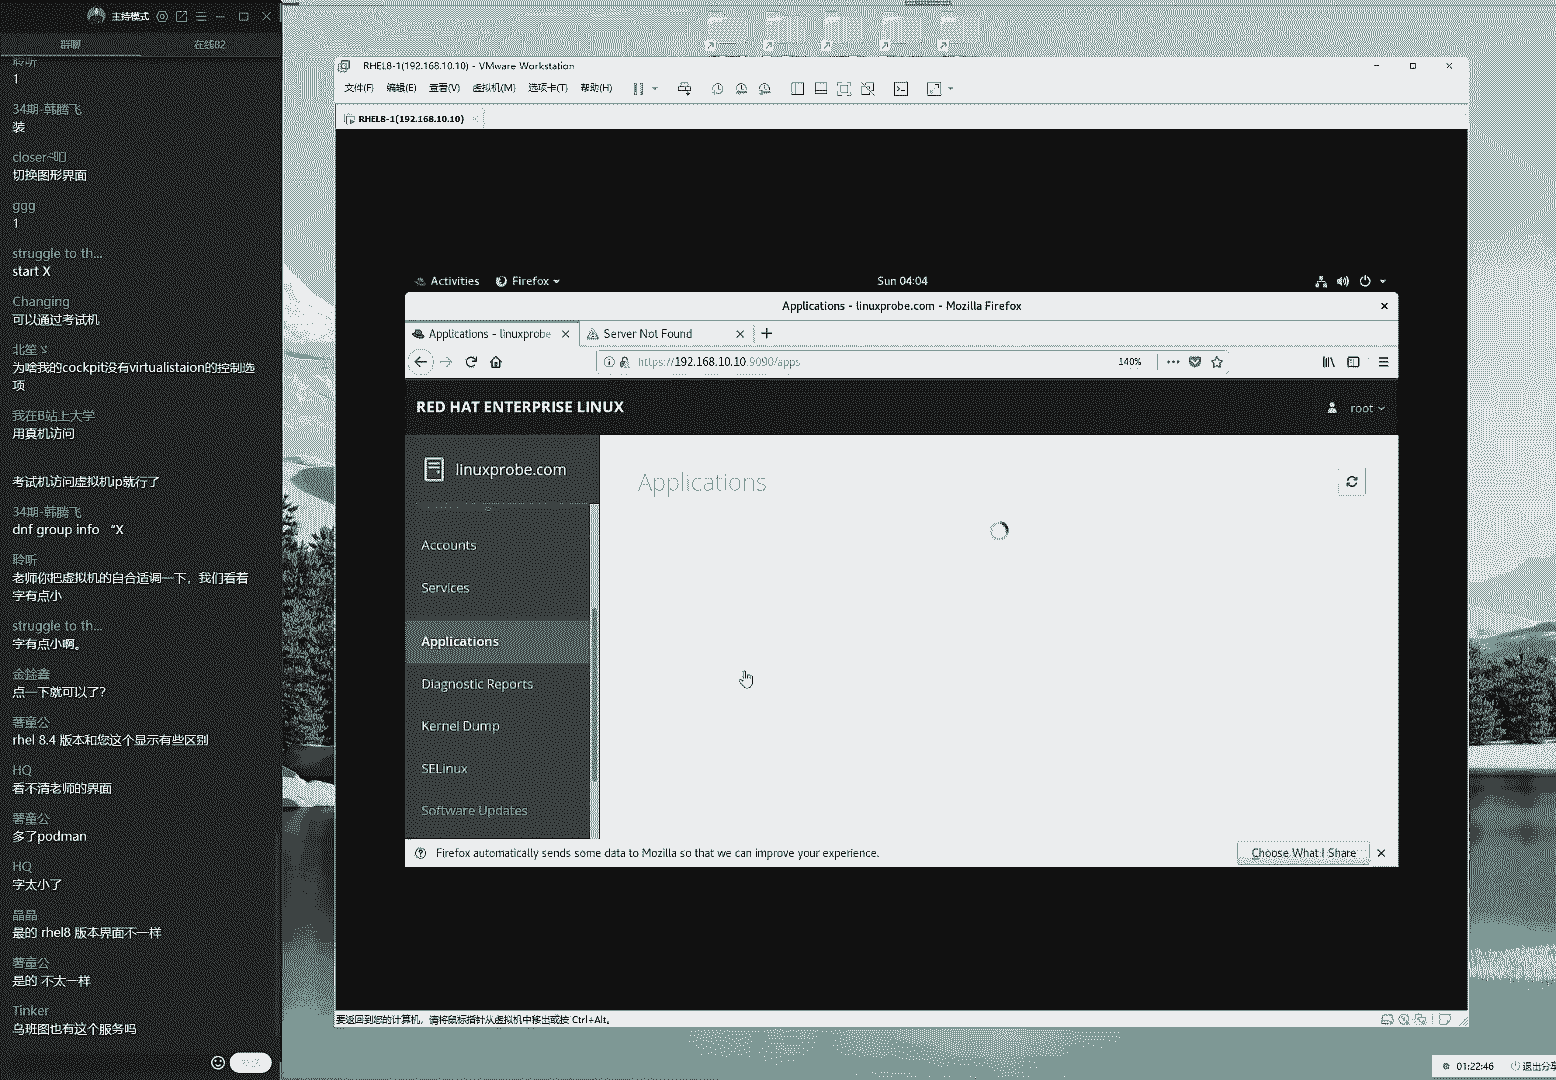 主持模式
群聊
在线82
聆听
1
34期-韩腾飞
装
closer~吧
切换图形界面
ggg
1
struggle to th...
start X
Changing
可以通过考试机
北笙
为啥我的cockpit没有virtualistaion的控制选
项
我在B站上大学
用真机访问
考试机访问虚拟机ip就行了
34期-韩腾飞
dnf group info “X
聆听
老师你把虚拟机的自合适调一下，我们看着
字有点小
struggle to th...
字有点小啊。
点一下就可以了?
薯童公
rhel 8.4 版本和您这个显示有些区别
HQ
看不清老师的界面
薯童公
多了podman
HQ
字太小了
晶晶
最的 rhel8 版本界面不一样
薯童公
是的 不太一样
Tinker
乌班图也有这个服务吗
RHEL8-1(192.168.10.10) - VMware Workstation
文件(F) 编辑(E) 查看(V) 虚拟机(M) 选项卡(T) 帮助(H)
RHEL8-1(192.168.10.10)
Activities Firefox Sun 04:04
Applications - linuxprobe.com - Mozilla Firefox
Applications - linuxprobe Server Not Found
https://192.168.10.10:9090/apps 140%
RED HAT ENTERPRISE LINUX root
linuxprobe.com
Applications
Accounts
Services
Applications
Diagnostic Reports
Kernel Dump
SELinux
Software Updates
Firefox automatically sends some data to Mozilla so that we can improve your experience. Choose What I Share
要返回到您的计算机，请将鼠标指针从虚拟机中移出或按 Ctrl+Alt。
01:22:46 退出分享